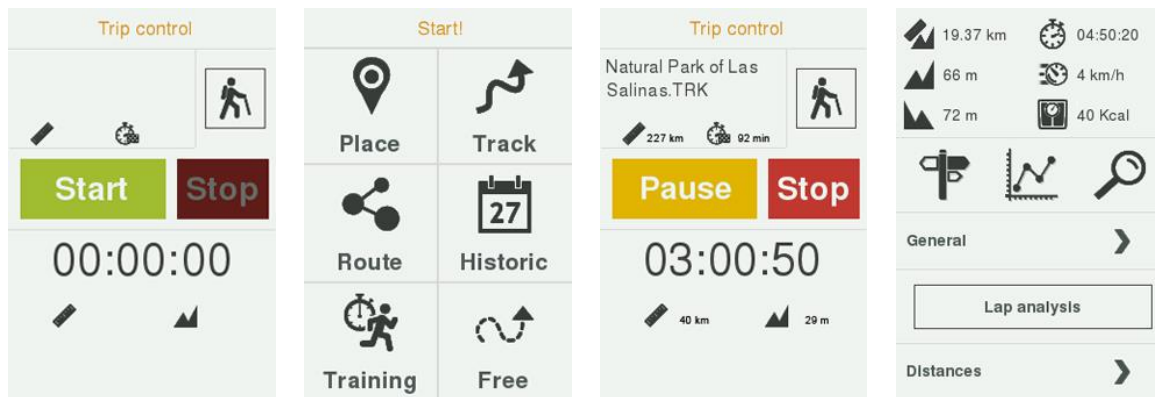 Trip control
Start Stop
00:00:00
Start!
Place Track
27
Route Historic
Training Free
Trip control
Natural Park of Las
Salinas.TRK
227 km 92 min
Pause Stop
03:00:50
40 km 29 m
19.37 km 04:50:20
66 m 4 km/h
72 m 40 Kcal
General
Lap analysis
Distances